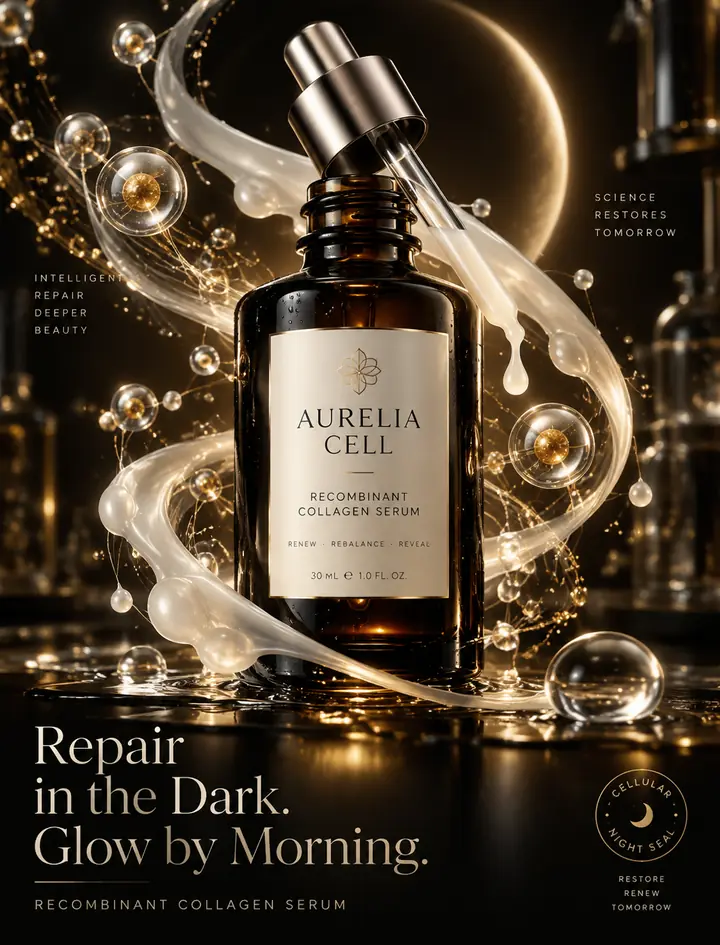 SCIENCE
RESTORES
TOMORROW
INTELLIGENT
REPAIR
DEEPER
BEAUTY
AURELIA
CELL
RECOMBINANT
COLLAGEN SERUM
RENEW · REBALANCE · REVEAL
30 ML ℮ 1.0 FL. OZ.
Repair
in the Dark.
Glow by Morning.
RECOMBINANT COLLAGEN SERUM
CELLULAR
NIGHT SEAL
RESTORE
RENEW
TOMORROW